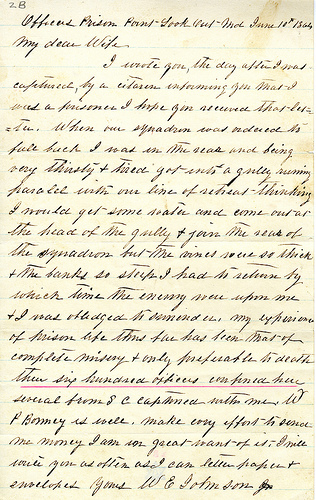 2B
Officers Prison Point Look Out Md June 10th 1864
My dear Wife
I wrote you, the day after I was
captured, by a citizen informing you that I
was a prisoner I hope you received that let-
=ter. When our squadron was ordered to
fall back I was in the rear and being
very thirsty & tired got into a gully runing
paralel with our line of retreat thinking
I would get some water and come out at
the head of the gully & join the rear of
the squadron but the vines were so thick
& the banks so steep I had to return by
which time the enemy were upon me
& I was obledged to surrender. My experience
of prison life thus far has been that of
complete misery & only preferable to death
there six hundred officers confined here
several from S C captured with me. W
P Bonney is well. make evry effort to send
me money I am in great want of it. I will
write you as often as I can letter paper &
envelopes Yours W E Johnson Jr